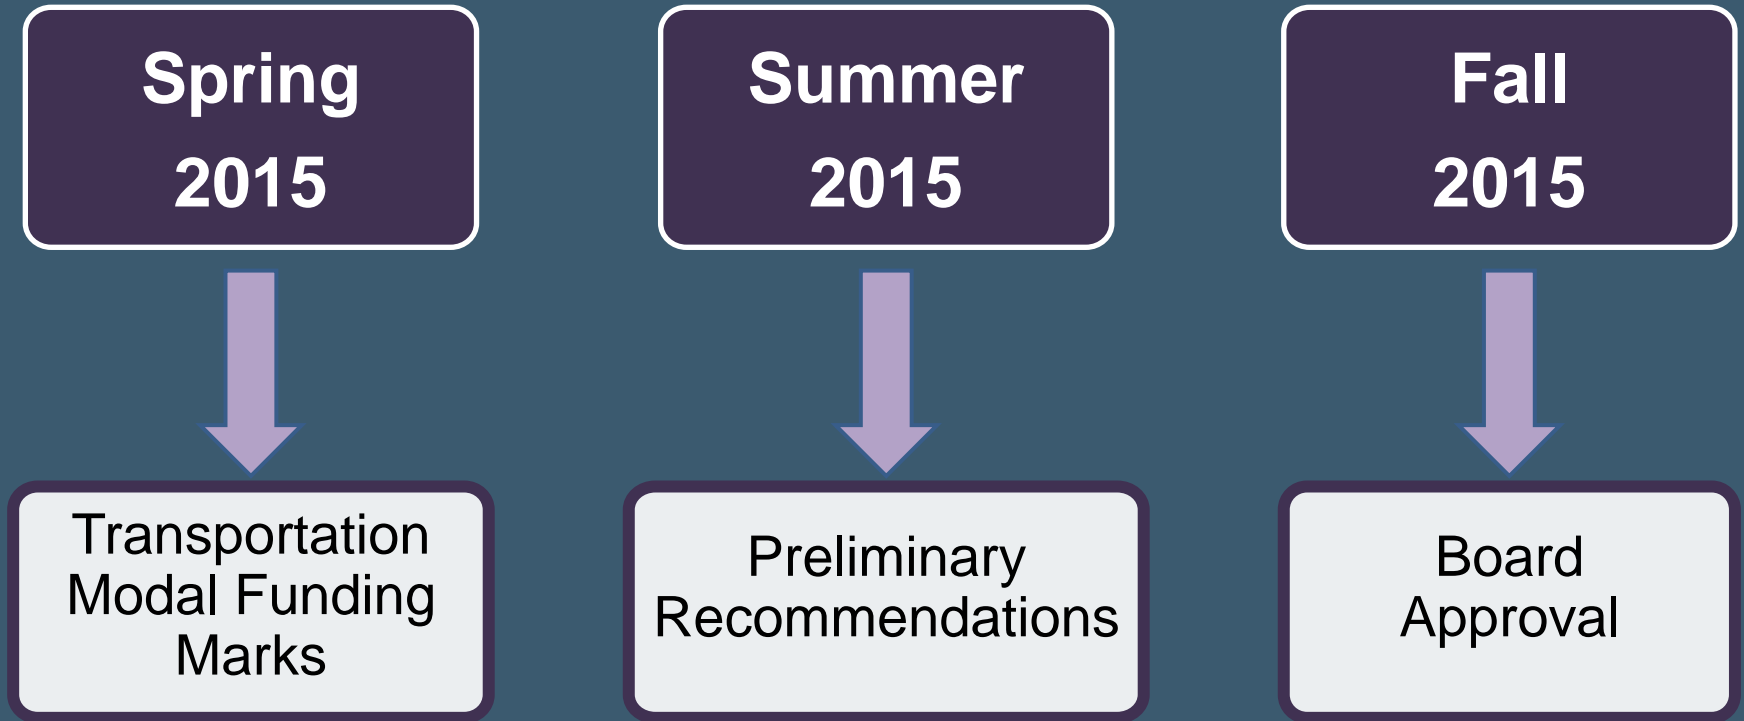 Spring
2015
Summer
2015
Fall
2015
Transportation
Modal Funding
Marks
Preliminary
Recommendations
Board
Approval